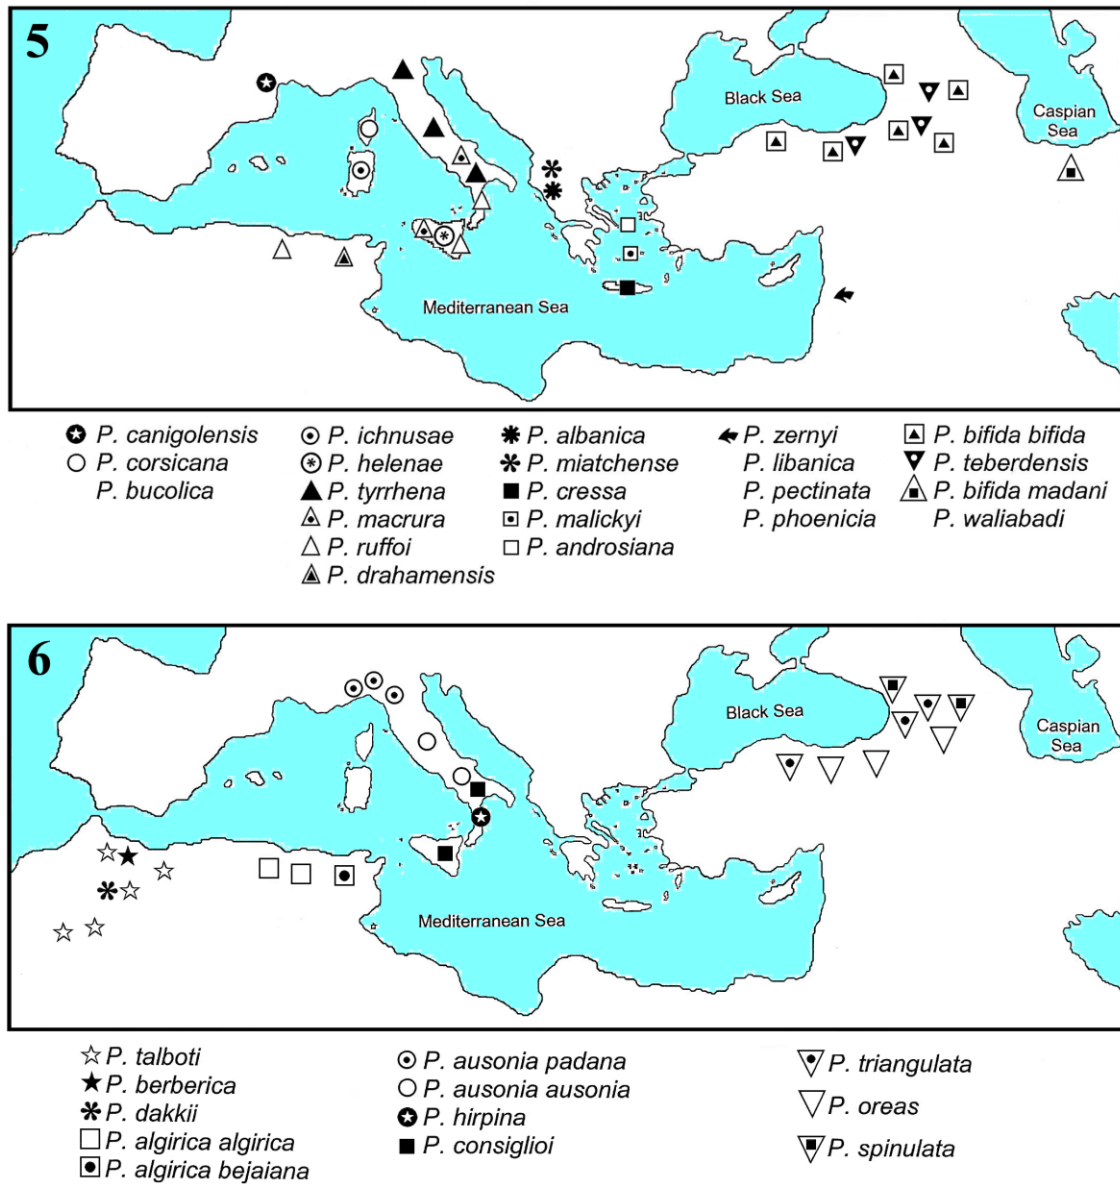 5
Black Sea
Caspian
Sea
Mediterranean Sea
P. canigolensis
P. corsicana
P. bucolica
P. ichnusae
P. helenae
P. tyrrhena
P. macrura
P. ruffoi
P. drahamensis
P. albanica
P. miatchense
P. cressa
P. malickyi
P. androsiana
P. zernyi
P. libanica
P. pectinata
P. phoenicia
P. bifida bifida
P. teberdensis
P. bifida madani
P. waliabadi
6
Black Sea
Caspian
Sea
Mediterranean Sea
P. talboti
P. berberica
P. dakkii
P. algirica algirica
P. algirica bejaiana
P. ausonia padana
P. ausonia ausonia
P. hirpina
P. consiglioi
P. triangulata
P. oreas
P. spinulata